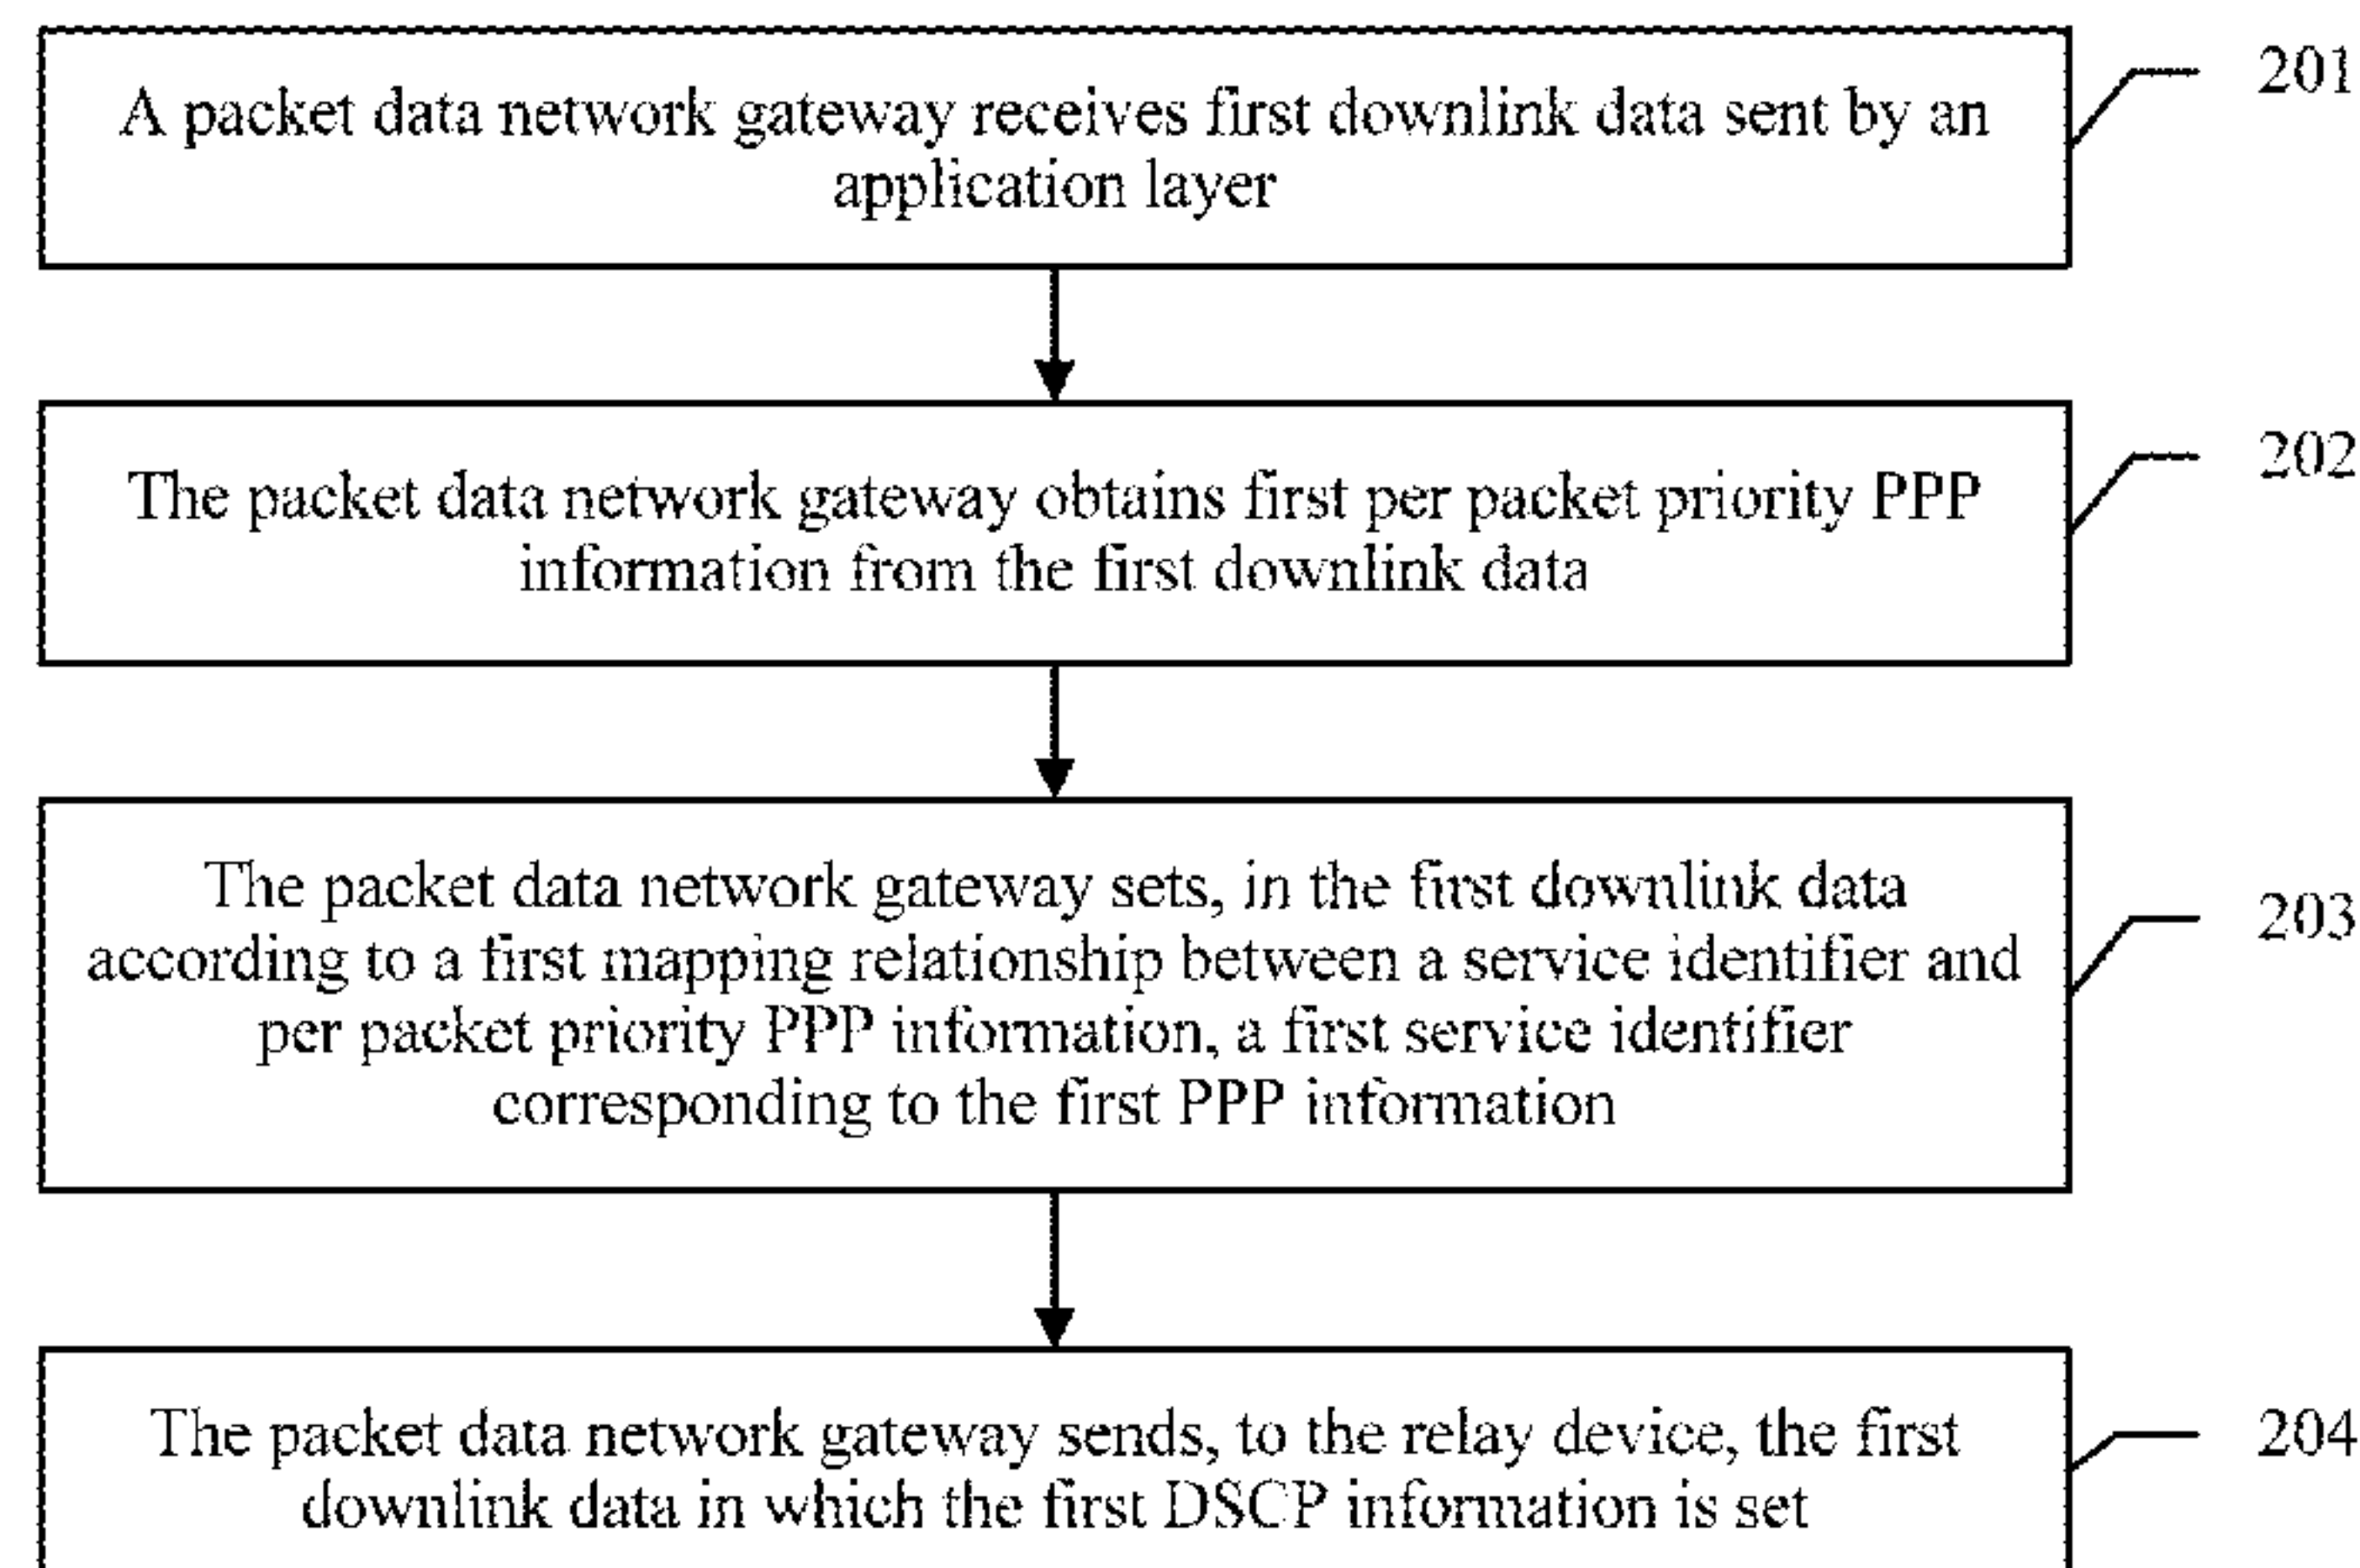 A packet data network gateway receives first downlink data sent by an
application layer
201
The packet data network gateway obtains first per packet priority PPP
information from the first downlink data
202
The packet data network gateway sets, in the first downlink data
according to a first mapping relationship between a service identifier and
per packet priority PPP information, a first service identifier
corresponding to the first PPP information
203
The packet data network gateway sends, to the relay device, the first
downlink data in which the first DSCP information is set
204